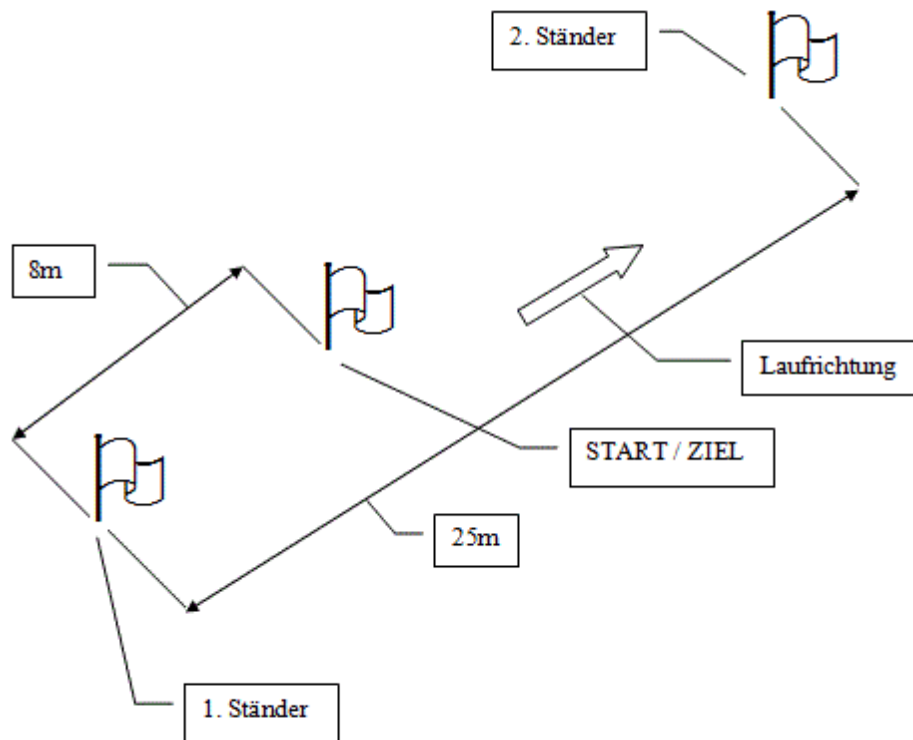 2. Ständer
8m
Laufrichtung
START / ZIEL
25m
1. Ständer